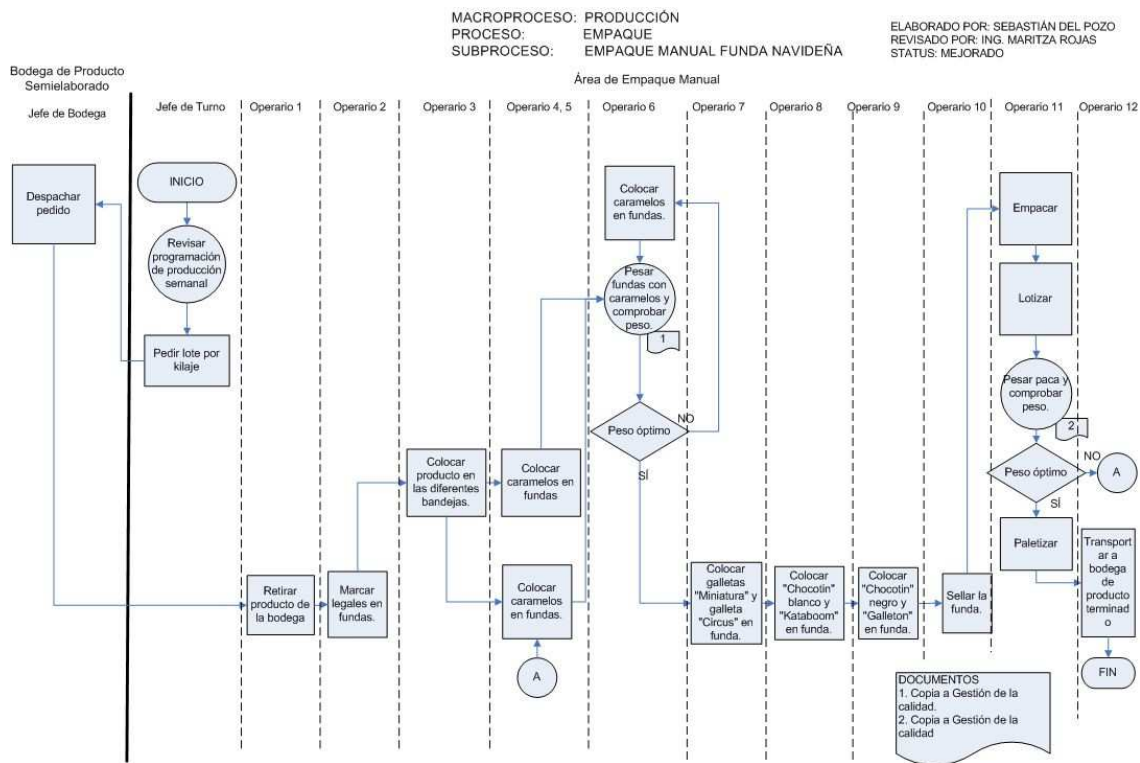 MACROPROCESO: PRODUCCIÓN
PROCESO: EMPAQUE
SUBPROCESO: EMPAQUE MANUAL FUNDA NAVIDEÑA
ELABORADO POR: SEBASTIÁN DEL POZO
REVISADO POR: ING. MARITZA ROJAS
STATUS: MEJORADO
Bodega de Producto
Semielaborado
Área de Empaque Manual
Jefe de Bodega
Jefe de Turno
Operario 1
Operario 2
Operario 3
Operario 4, 5
Operario 6
Operario 7
Operario 8
Operario 9
Operario 10
Operario 11
Operario 12
Despachar
pedido
INICIO
Revisar
programación
de producción
semanal
Pedir lote por
kilaje
Retirar
producto de
la bodega
Marcar
legales en
fundas.
Colocar
producto en
las diferentes
bandejas.
Colocar
caramelos en
fundas
Colocar
caramelos
en fundas.
A
Colocar
caramelos
en fundas.
Pesar
fundas con
caramelos y
comprobar
peso.
1
Peso óptimo
NO
SÍ
Colocar
galletas
"Miniatura" y
galleta
"Circus" en
funda.
Colocar
"Chocotin"
blanco y
"Kataboom"
en funda.
Colocar
"Chocotin"
negro y
"Galleton" en
funda.
Sellar la
funda.
Empacar
Lotizar
Pesar paca y
comprobar
peso.
2
Peso óptimo
NO
A
SÍ
Paletizar
Transport
ar a
bodega
de
producto
terminad
o
FIN
DOCUMENTOS
1. Copia a Gestión de la
calidad.
2. Copia a Gestión de la
calidad